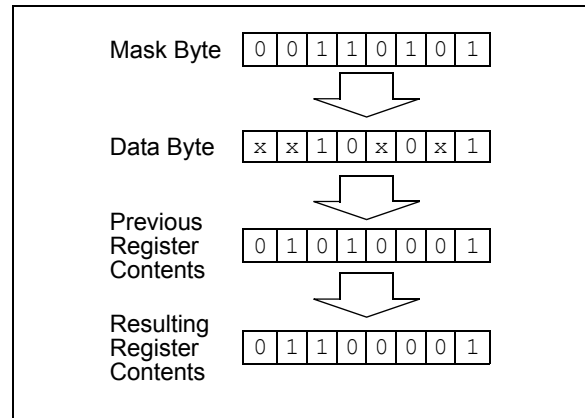 Mask Byte 0 0 1 1 0 1 0 1
Data Byte x x 1 0 x 0 x 1
Previous
Register
Contents 0 1 0 1 0 0 0 1
Resulting
Register
Contents 0 1 1 0 0 0 0 1